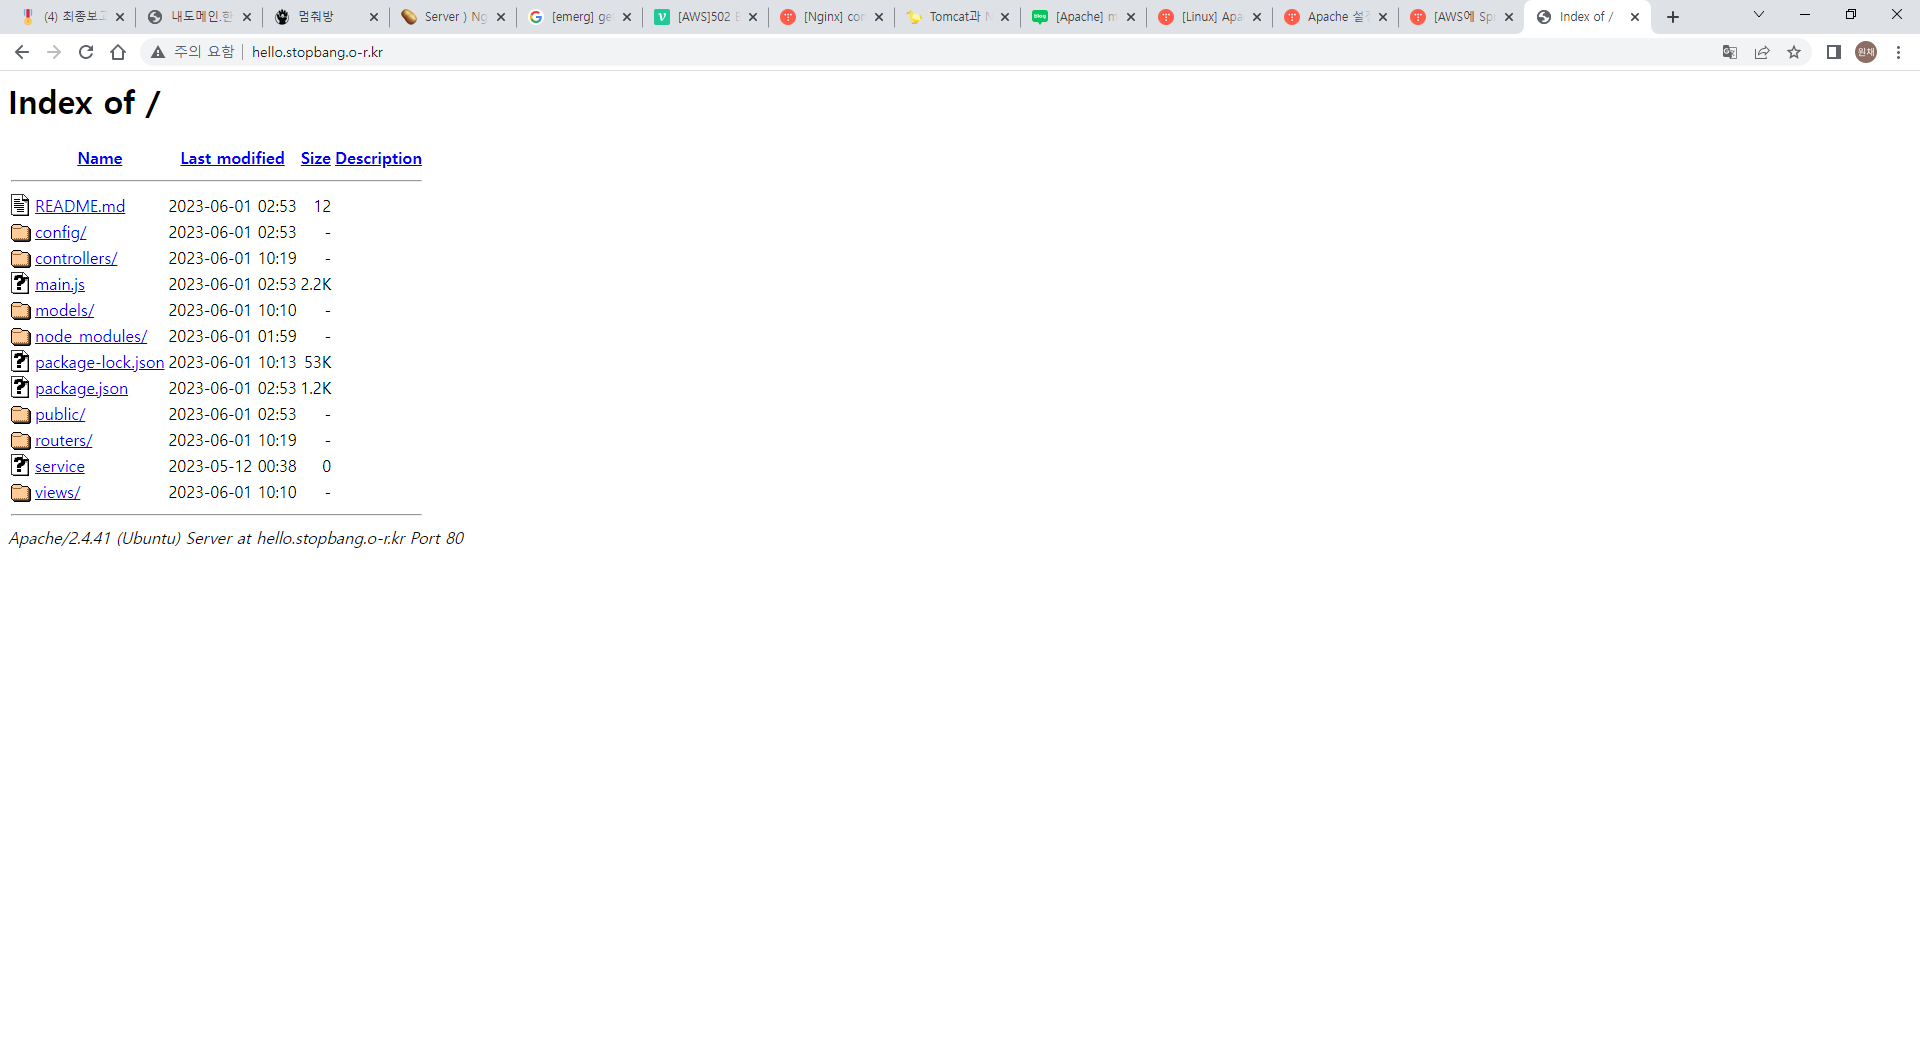 (4) 최종보고
내도메인.한
멈춰방
Server ) Ng
[emerg] ge
[AWS]502 E
[Nginx] cor
Tomcat과 N
[Apache] m
[Linux] Apa
Apache 설
[AWS에 Sp
Index of /
주의 요함
hello.stopbang.o-r.kr
원재
Index of /
Name Last modified Size Description
README.md 2023-06-01 02:53 12
config/ 2023-06-01 02:53 -
controllers/ 2023-06-01 10:19 -
main.js 2023-06-01 02:53 2.2K
models/ 2023-06-01 10:10 -
node_modules/ 2023-06-01 01:59 -
package-lock.json 2023-06-01 10:13 53K
package.json 2023-06-01 02:53 1.2K
public/ 2023-06-01 02:53 -
routers/ 2023-06-01 10:19 -
service 2023-05-12 00:38 0
views/ 2023-06-01 10:10 -
Apache/2.4.41 (Ubuntu) Server at hello.stopbang.o-r.kr Port 80